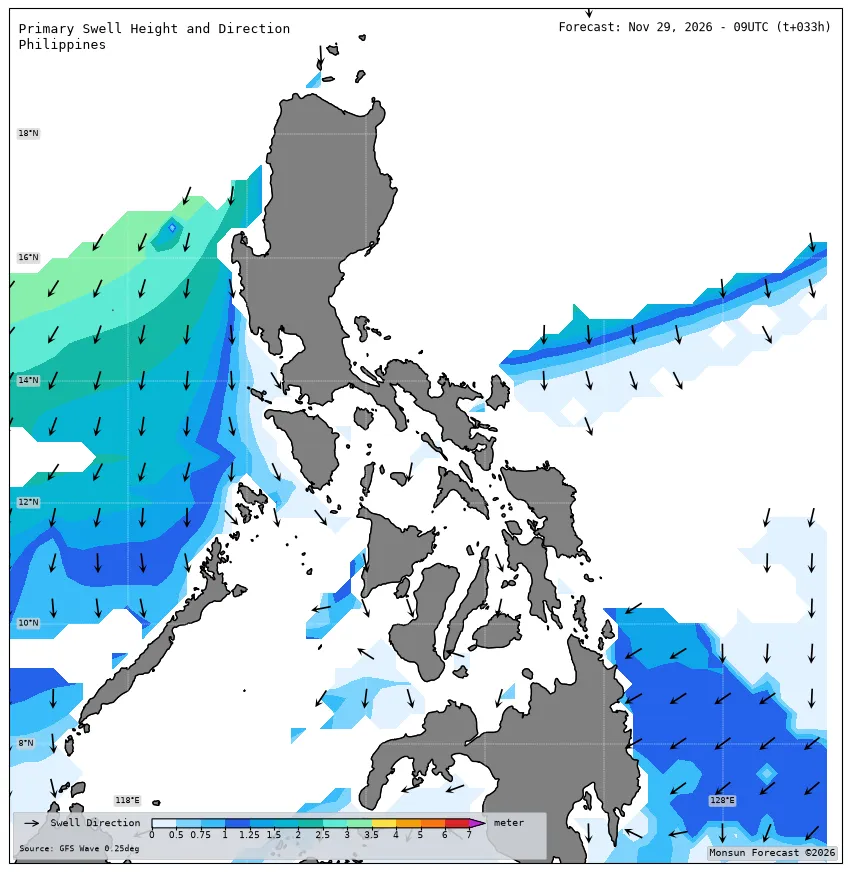 Primary Swell Height and Direction
Philippines
Forecast: Nov 29, 2026 - 09UTC (t+033h)
18°N
16°N
14°N
12°N
10°N
8°N
118°E
128°E
Swell Direction
0 0.5 0.75 1 1.25 1.5 2 2.5 3 3.5 4 5 6 7
meter
Source: GFS Wave 0.25deg
Monsun Forecast ©2026